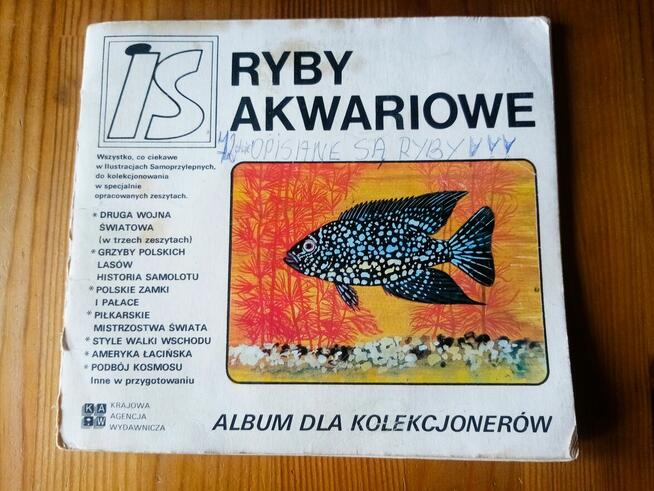 iS
RYBY
AKWARIOWE
OPISIANE SĄ RYBY
Wszystko, co ciekawe
w Ilustracjach Samoprzylepnych,
do kolekcjonowania
w specjalnie
opracowanych zeszytach.
* DRUGA WOJNA
ŚWIATOWA
(w trzech zeszytach)
* GRZYBY POLSKICH
LASÓW
HISTORIA SAMOLOTU
* POLSKIE ZAMKI
I PAŁACE
* PIŁKARSKIE
MISTRZOSTWA ŚWIATA
* STYLE WALKI WSCHODU
* AMERYKA ŁACIŃSKA
* PODBÓJ KOSMOSU
Inne w przygotowaniu
KAW
KRAJOWA
AGENCJA
WYDAWNICZA
ALBUM DLA KOLEKCJONERÓW